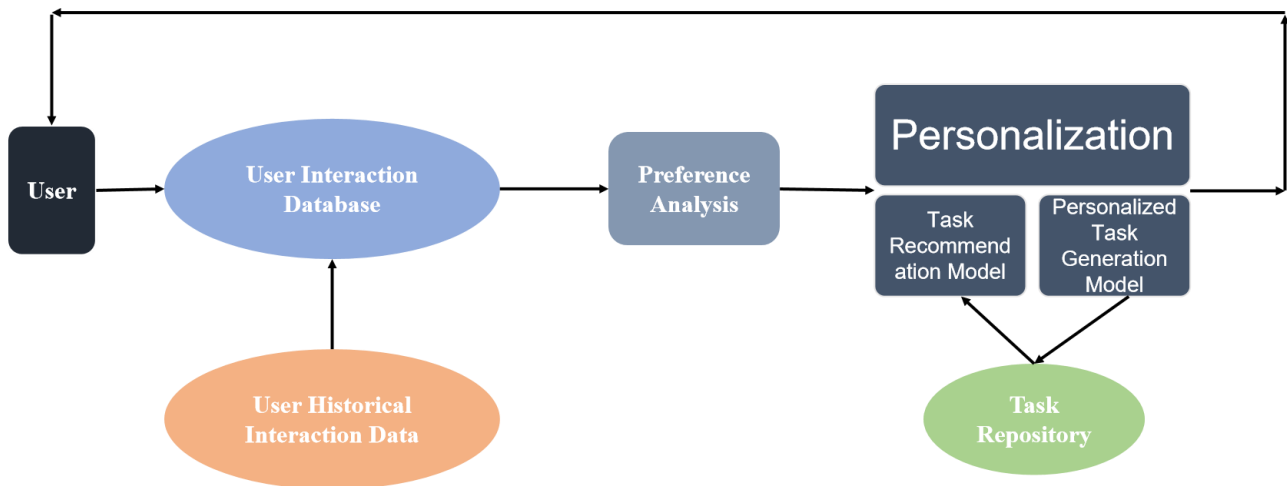 User
User Interaction
Database
Preference
Analysis
Personalization
Task
Recommend
ation Model
Personalized
Task
Generation
Model
User Historical
Interaction Data
Task
Repository